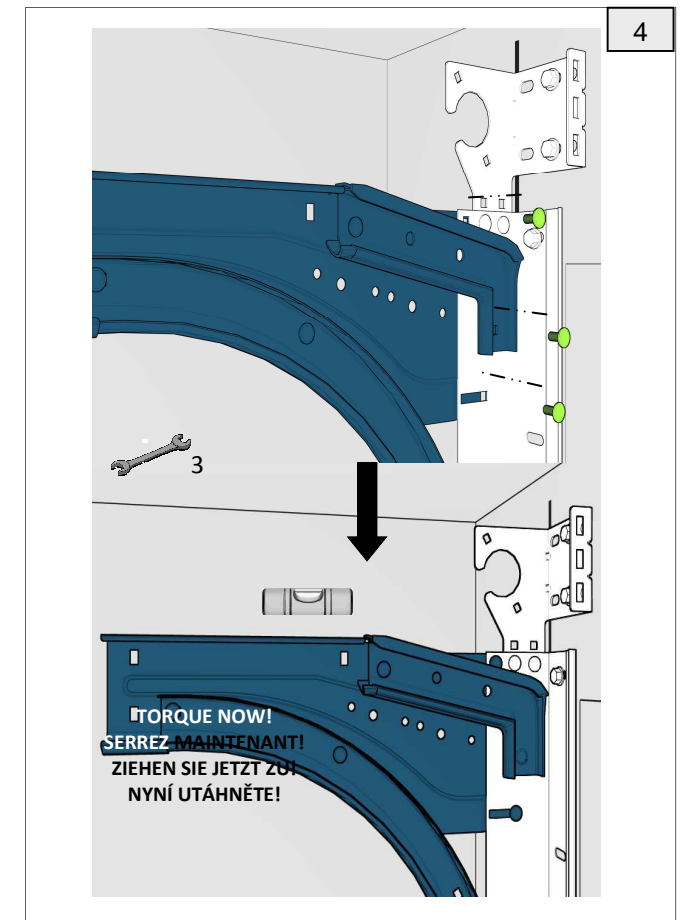 4
3
TORQUE NOW!
SERREZ MAINTENANT!
ZIEHEN SIE JETZT ZU!
NYNÍ UTÁHNĚTE!